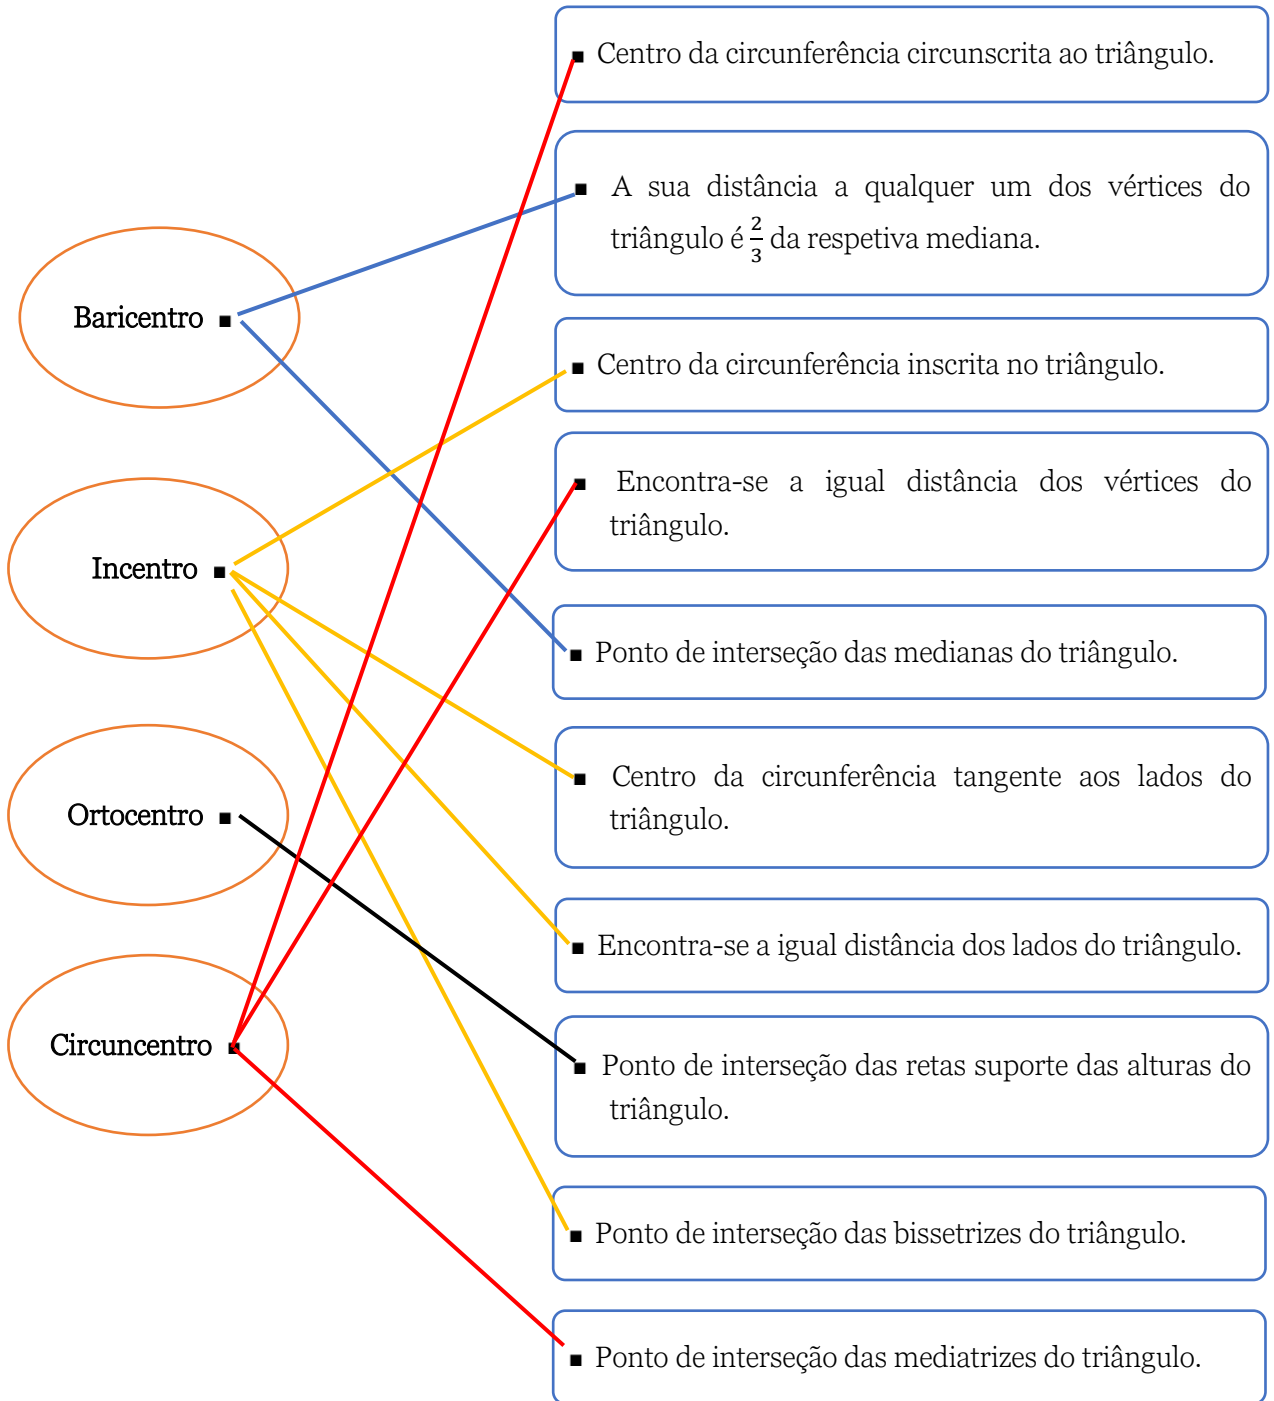 ▪ Centro da circunferência circunscrita ao triângulo.
▪ A sua distância a qualquer um dos vértices do
triângulo é 2/3 da respetiva mediana.
Baricentro ▪
▪ Centro da circunferência inscrita no triângulo.
▪ Encontra-se a igual distância dos vértices do
triângulo.
Incentro ▪
▪ Ponto de interseção das medianas do triângulo.
▪ Centro da circunferência tangente aos lados do
triângulo.
Ortocentro ▪
▪ Encontra-se a igual distância dos lados do triângulo.
Circuncentro ▪
▪ Ponto de interseção das retas suporte das alturas do
triângulo.
▪ Ponto de interseção das bissetrizes do triângulo.
▪ Ponto de interseção das mediatrizes do triângulo.